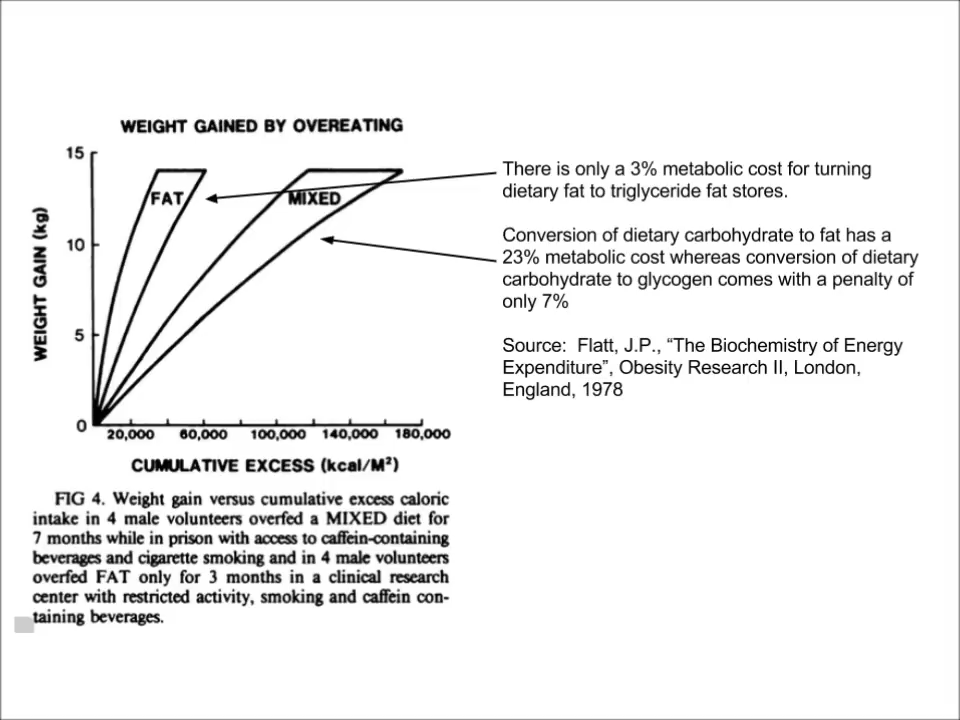 WEIGHT GAINED BY OVEREATING
15
10
5
0
WEIGHT GAIN (kg)
FAT
MIXED
20,000 60,000 100,000 140,000 180,000
CUMULATIVE EXCESS (kcal/M²)
FIG 4. Weight gain versus cumulative excess caloric
intake in 4 male volunteers overfed a MIXED diet for
7 months while in prison with access to caffein-containing
beverages and cigarette smoking and in 4 male volunteers
overfed FAT only for 3 months in a clinical research
center with restricted activity, smoking and caffein con-
taining beverages.
There is only a 3% metabolic cost for turning
dietary fat to triglyceride fat stores.
Conversion of dietary carbohydrate to fat has a
23% metabolic cost whereas conversion of dietary
carbohydrate to glycogen comes with a penalty of
only 7%
Source: Flatt, J.P., “The Biochemistry of Energy
Expenditure”, Obesity Research II, London,
England, 1978